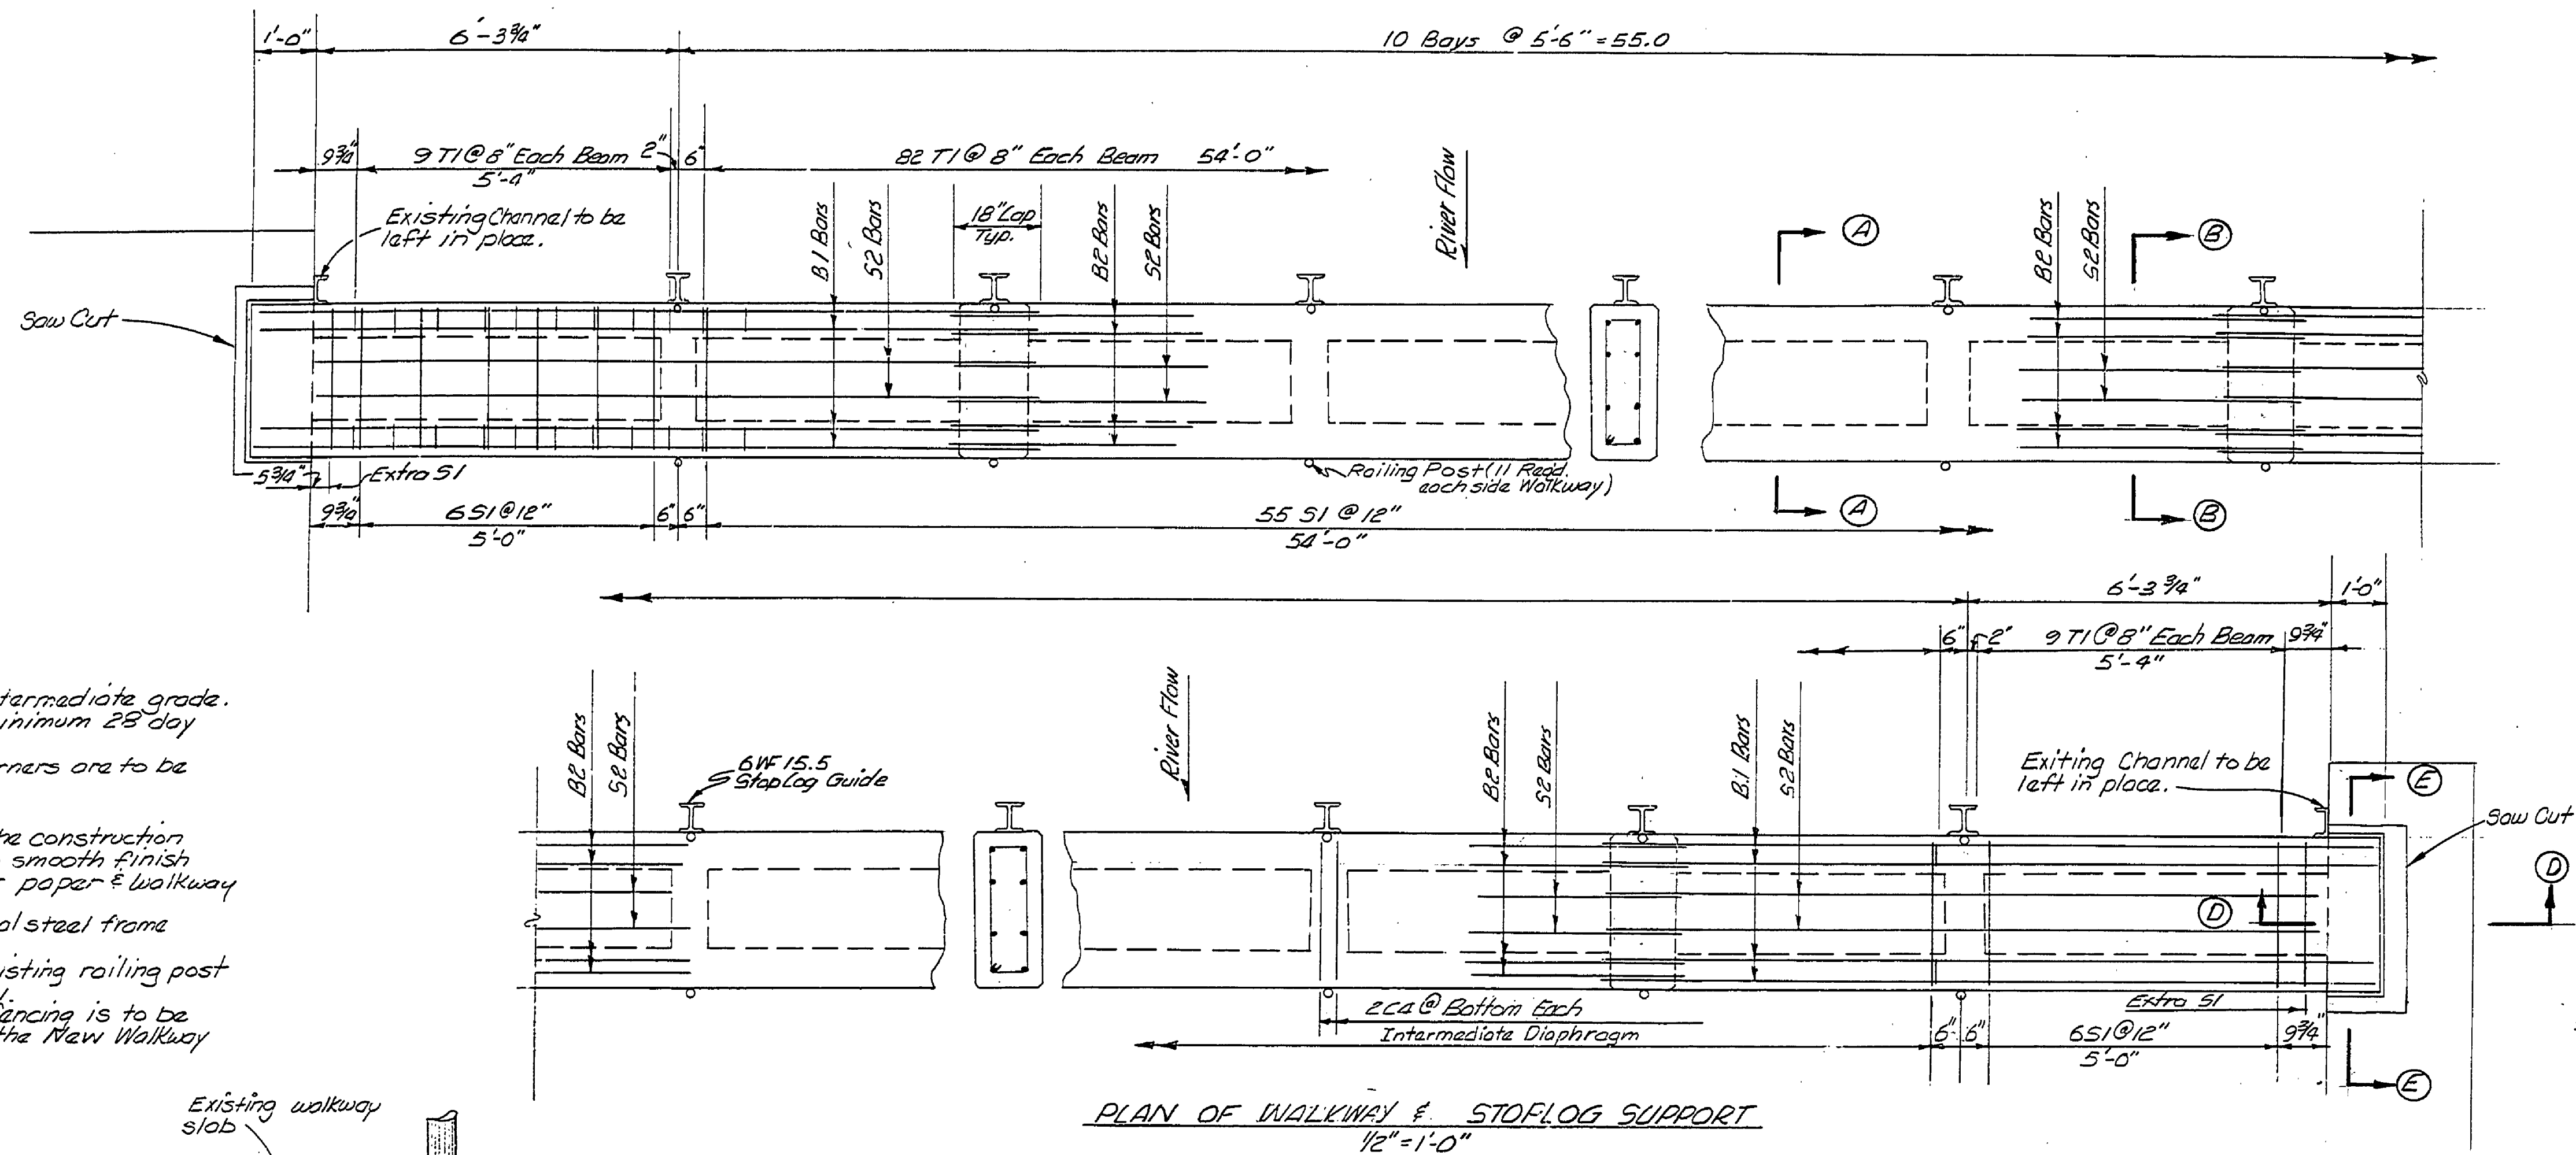 1'-0" 6'-3¾" 10 Bays @ 5'-6" = 55.0
9¾" 9 T1 @ 8" Each Beam 2" 6" 82 T1 @ 8" Each Beam 54'-0"
5'-4"
Existing Channel to be
left in place.
B1 Bars
S2 Bars
18" Lap
Typ.
B2 Bars
S2 Bars
River Flow
A
B2 Bars
S2 Bars
B
Saw Cut
5¾" Extra S1
Railing Post (11 Reqd.
each side Walkway)
9¾" 6 S1 @ 12" 6" 6" 55 S1 @ 12"
5'-0" 54'-0"
A
B
6'-3¾" 1'-0"
6" 2" 9 T1 @ 8" Each Beam 9¾"
5'-4"
termediate grade.
inimum 28 day
rners are to be
he construction
smooth finish
r paper & walkway
al steel frame
isting railing post
encing is to be
the New Walkway
B2 Bars
S2 Bars
6WF 15.5
StopLog Guide
River Flow
B2 Bars
S2 Bars
B.1 Bars
S2 Bars
Exiting Channel to be
left in place.
E
Saw Cut
D
D
2C4 @ Bottom Each
Intermediate Diaphragm
Extra S1
6" 6" 6S1 @ 12" 9¾"
5'-0"
E
Existing walkway
slab
PLAN OF WALKWAY & STOPLOG SUPPORT
1/2" = 1'-0"